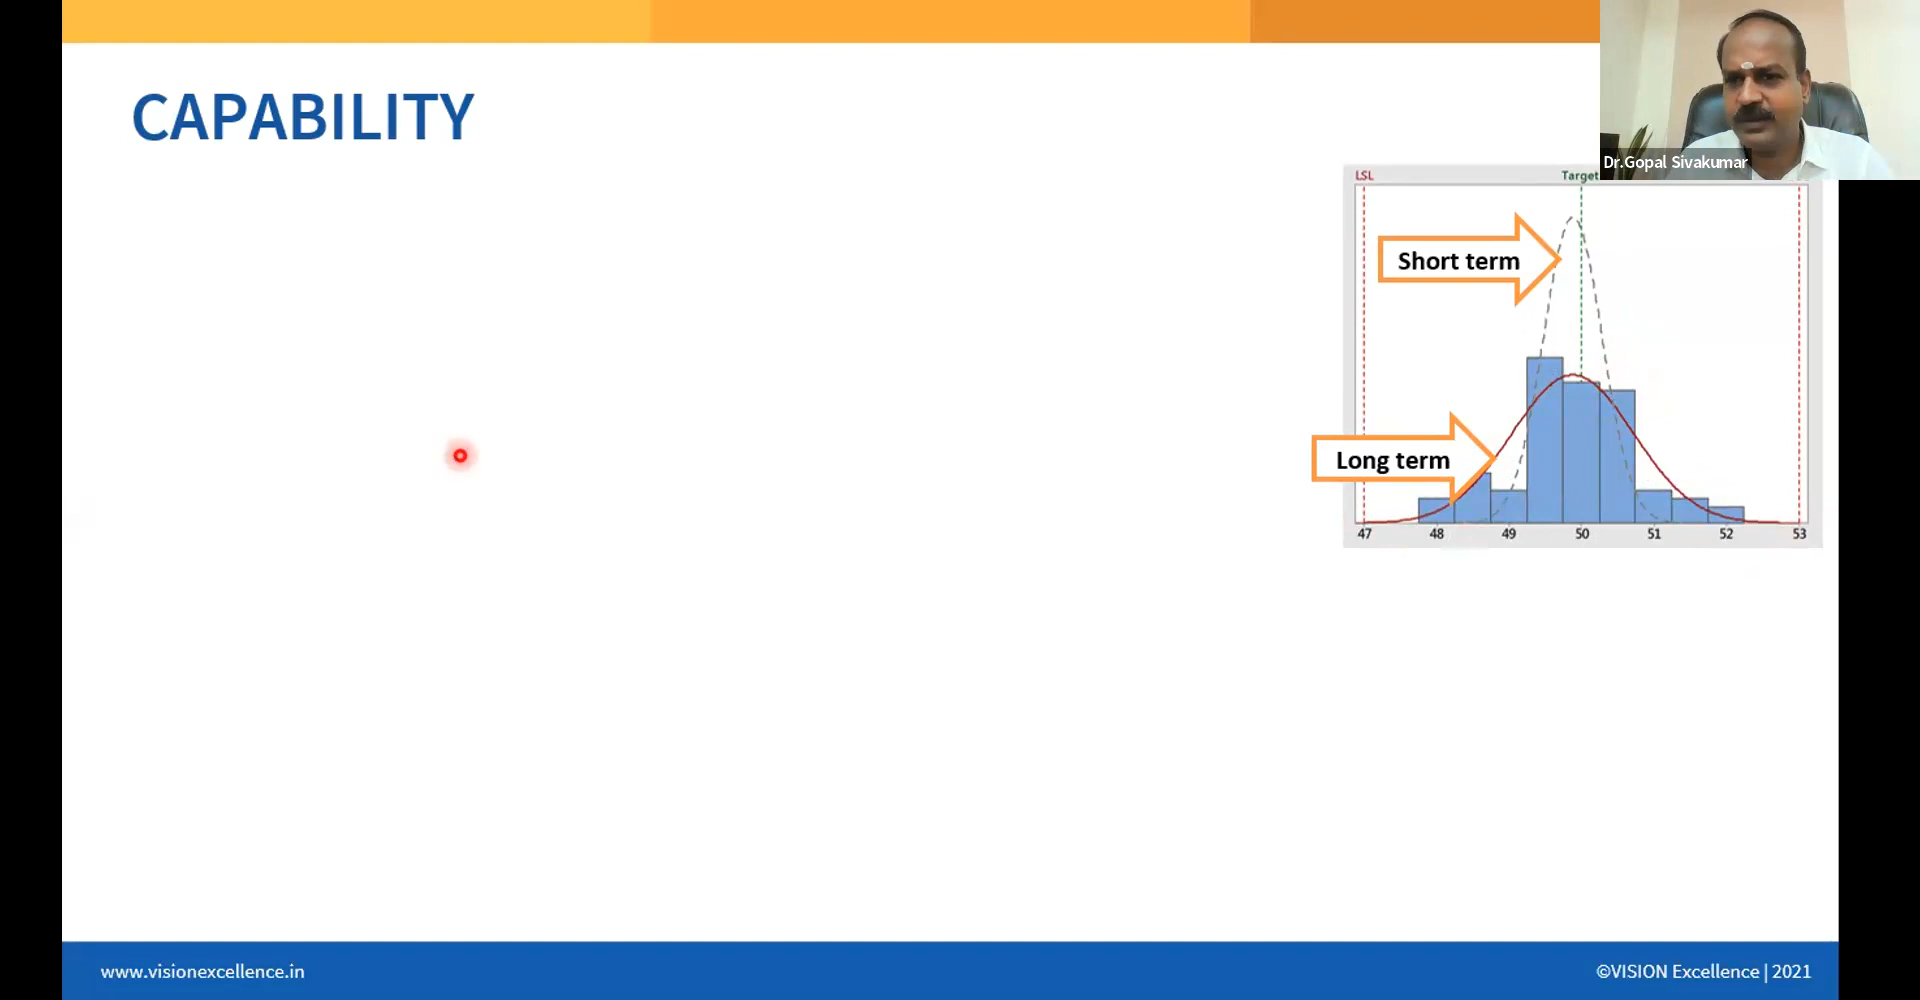 CAPABILITY
Dr.Gopal Sivakumar
LSL
Target
Short term
Long term
47 48 49 50 51 52 53
www.visionexcellence.in
©VISION Excellence | 2021